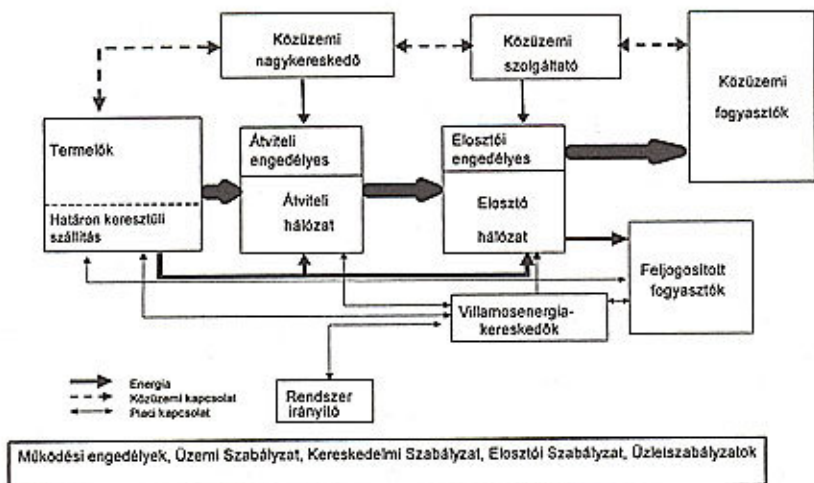 Közüzemi
nagykereskedő
Közüzemi
szolgáltató
Közüzemi
fogyasztók
Termelők
Határon keresztüli
szállítás
Átviteli
engedélyes
Átviteli
hálózat
Elosztói
engedélyes
Elosztó
hálózat
Feljogosított
fogyasztók
Villamosenergia-
kereskedők
Rendszer
irányító
Energia
Közüzemi kapcsolat
Piaci kapcsolat
Működési engedélyek, Üzemi Szabályzat, Kereskedelmi Szabályzat, Elosztói Szabályzat, Üzletszabályzatok